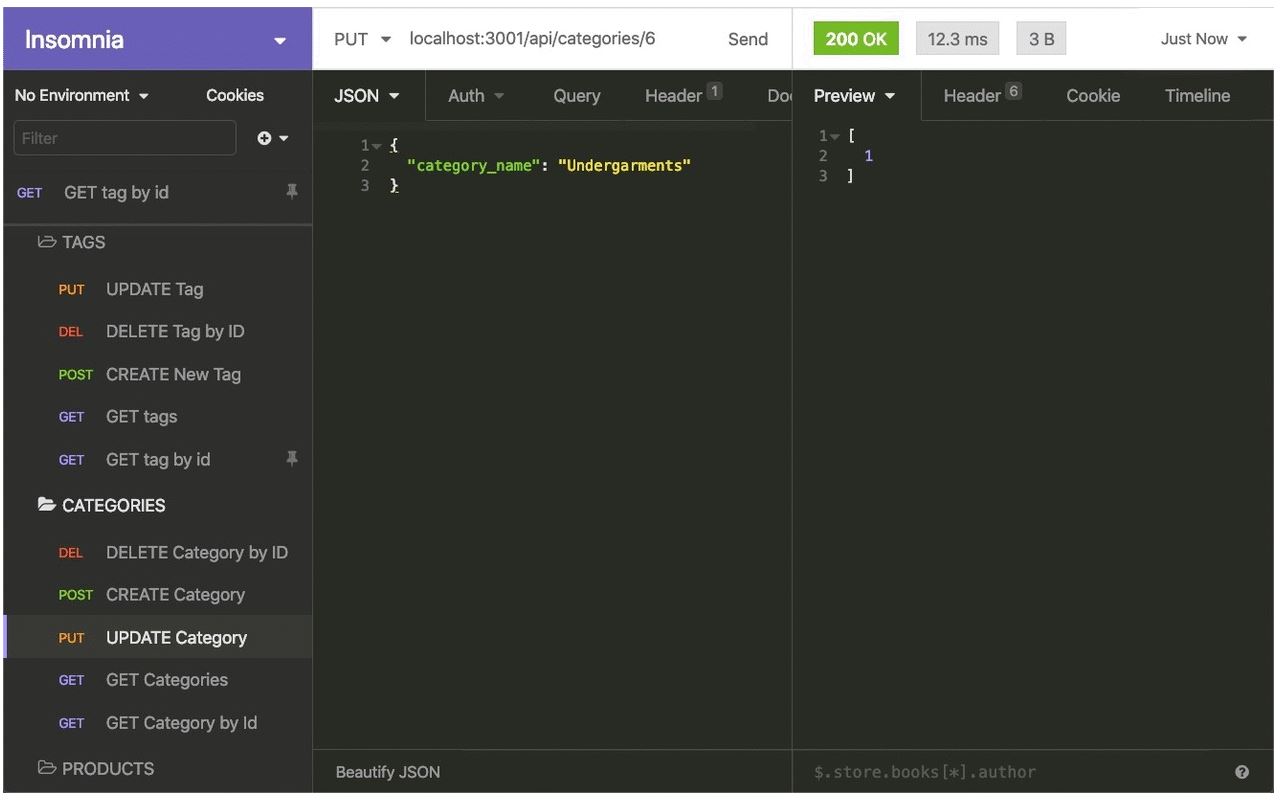 Insomnia
PUT localhost:3001/api/categories/6 Send
200 OK 12.3 ms 3 B Just Now
No Environment Cookies
JSON Auth Query Header 1 Doc
Preview Header 6 Cookie Timeline
Filter
GET GET tag by id
TAGS
PUT UPDATE Tag
DEL DELETE Tag by ID
POST CREATE New Tag
GET GET tags
GET GET tag by id
CATEGORIES
DEL DELETE Category by ID
POST CREATE Category
PUT UPDATE Category
GET GET Categories
GET GET Category by Id
PRODUCTS
1 {
2 "category_name": "Undergarments"
3 }
Beautify JSON
1 [
2 1
3 ]
$.store.books[*].author